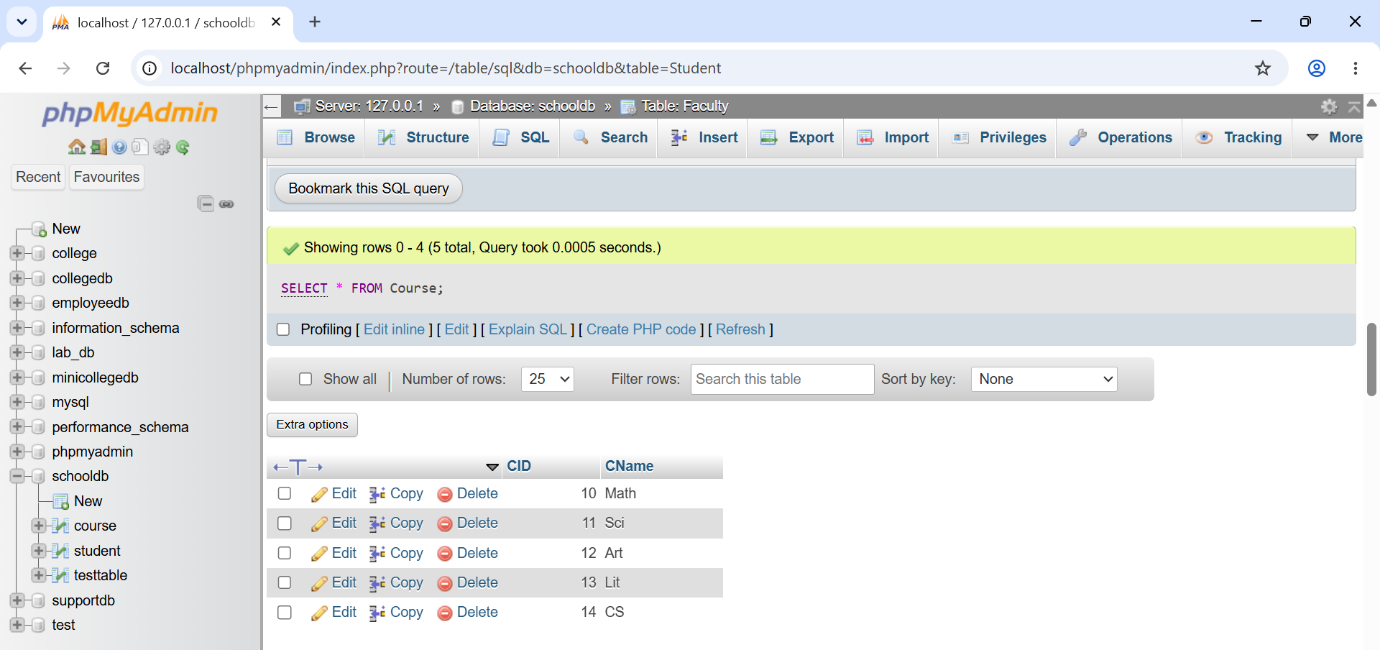 localhost / 127.0.0.1 / schooldb
localhost/phpmyadmin/index.php?route=/table/sql&db=schooldb&table=Student
phpMyAdmin
Recent Favourites
New
college
collegedb
employeedb
information_schema
lab_db
minicollegedb
mysql
performance_schema
phpmyadmin
schooldb
New
course
student
testtable
supportdb
test
Server: 127.0.0.1 » Database: schooldb » Table: Faculty
Browse Structure SQL Search Insert Export Import Privileges Operations Tracking More
Bookmark this SQL query
Showing rows 0 - 4 (5 total, Query took 0.0005 seconds.)
SELECT * FROM Course;
Profiling [ Edit inline ] [ Edit ] [ Explain SQL ] [ Create PHP code ] [ Refresh ]
Show all | Number of rows: 25 Filter rows: Search this table Sort by key: None
Extra options
←T→ CID CName
Edit Copy Delete 10 Math
Edit Copy Delete 11 Sci
Edit Copy Delete 12 Art
Edit Copy Delete 13 Lit
Edit Copy Delete 14 CS